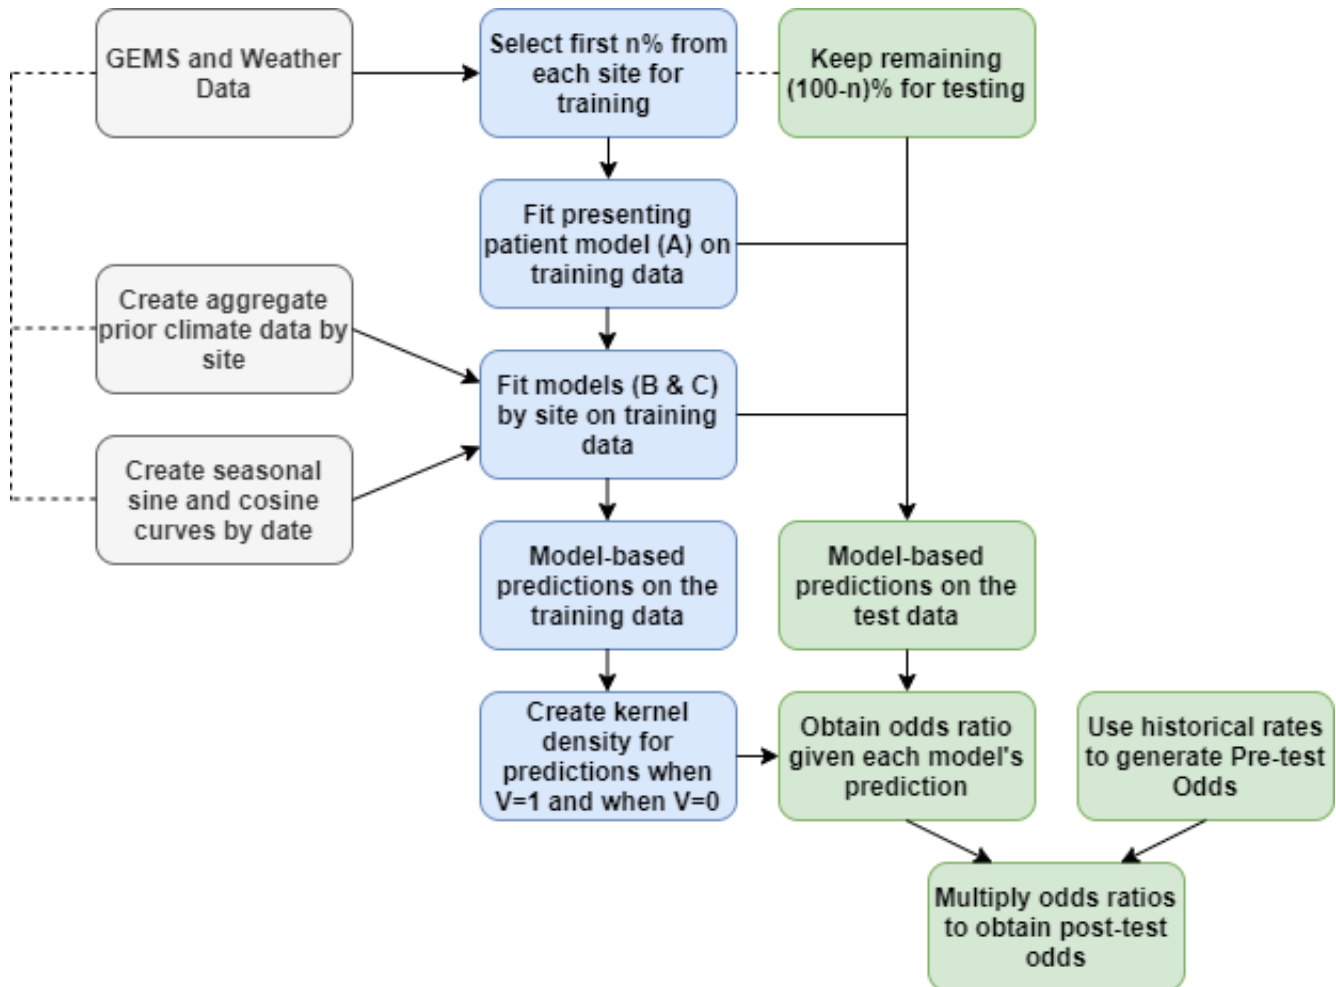 GEMS and Weather
Data
Select first n% from
each site for
training
Keep remaining
(100-n)% for testing
Fit presenting
patient model (A) on
training data
Create aggregate
prior climate data by
site
Fit models (B & C)
by site on training
data
Create seasonal
sine and cosine
curves by date
Model-based
predictions on the
training data
Model-based
predictions on the
test data
Create kernel
density for
predictions when
V=1 and when V=0
Obtain odds ratio
given each model's
prediction
Use historical rates
to generate Pre-test
Odds
Multiply odds ratios
to obtain post-test
odds